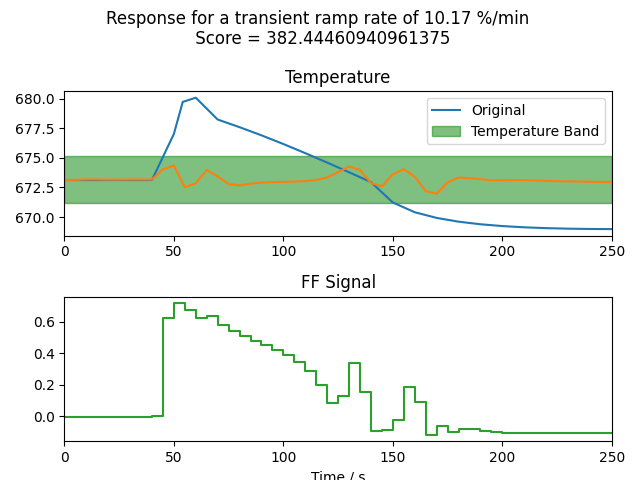 Response for a transient ramp rate of 10.17 %/min
Score = 382.44460940961375
Temperature
680.0
677.5
675.0
672.5
670.0
Original
Temperature Band
0 50 100 150 200 250
FF Signal
0.6
0.4
0.2
0.0
0 50 100 150 200 250
Time / s